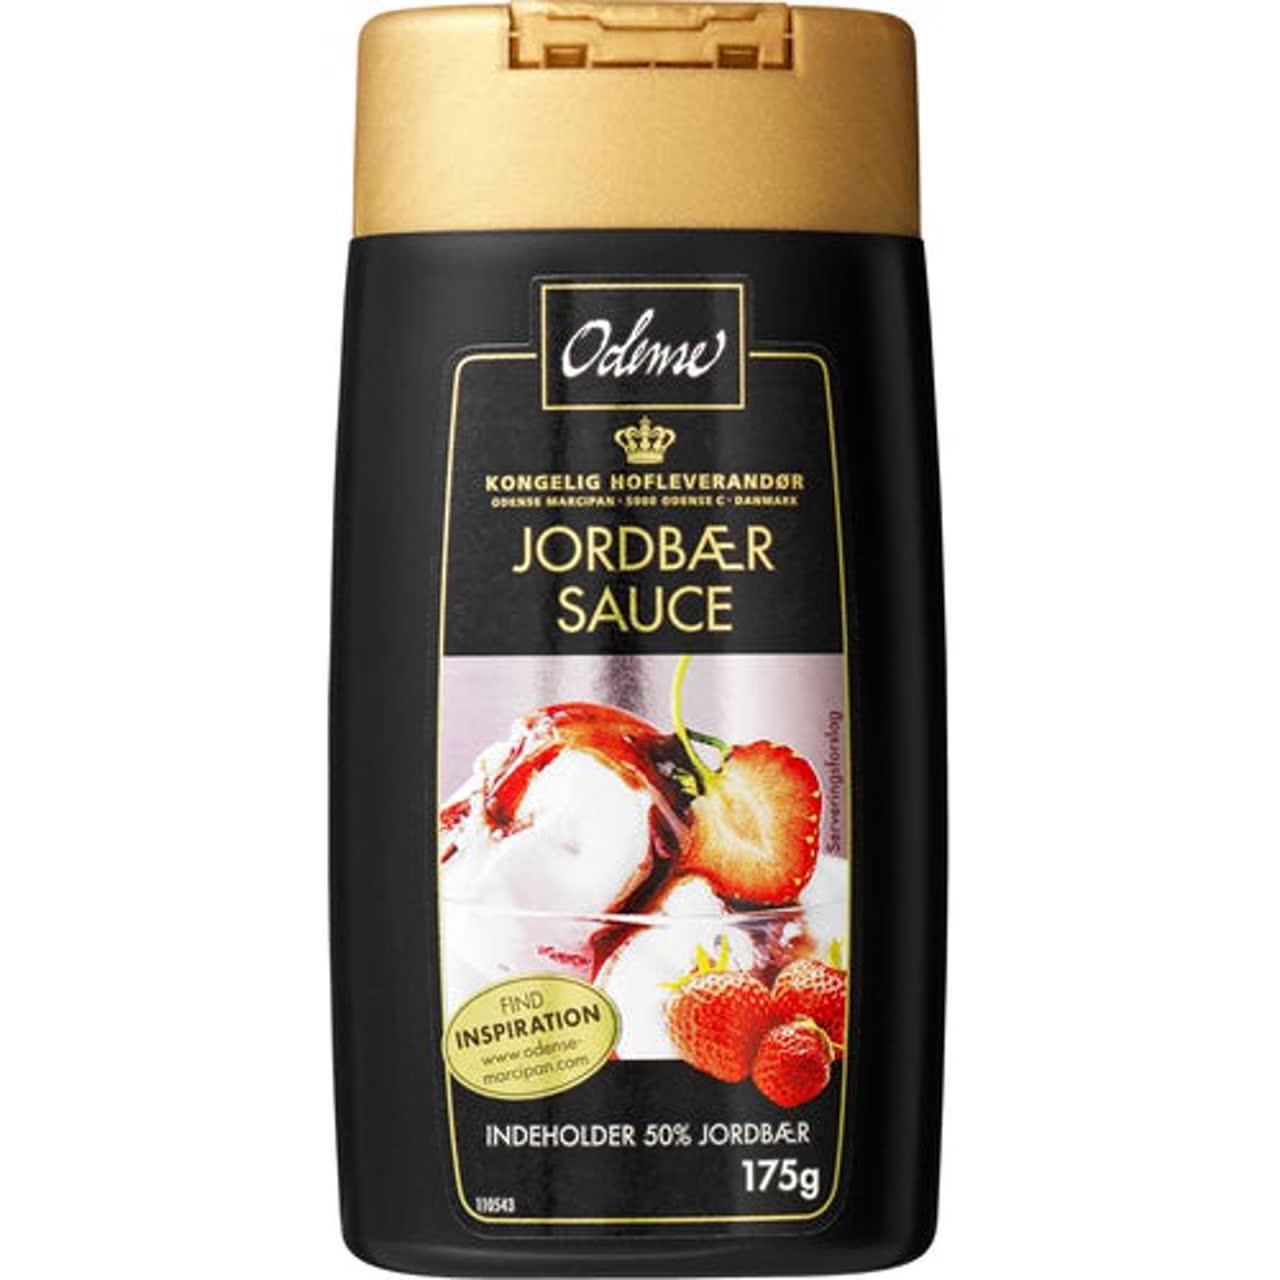 Odense
KONGELIG HOFLEVERANDØR
ODENSE MARCIPAN · 5000 ODENSE C · DANMARK
JORDBÆR
SAUCE
Serveringsforslag
FIND
INSPIRATION
www.odense-
marcipan.com
INDEHOLDER 50% JORDBÆR
175g
110543